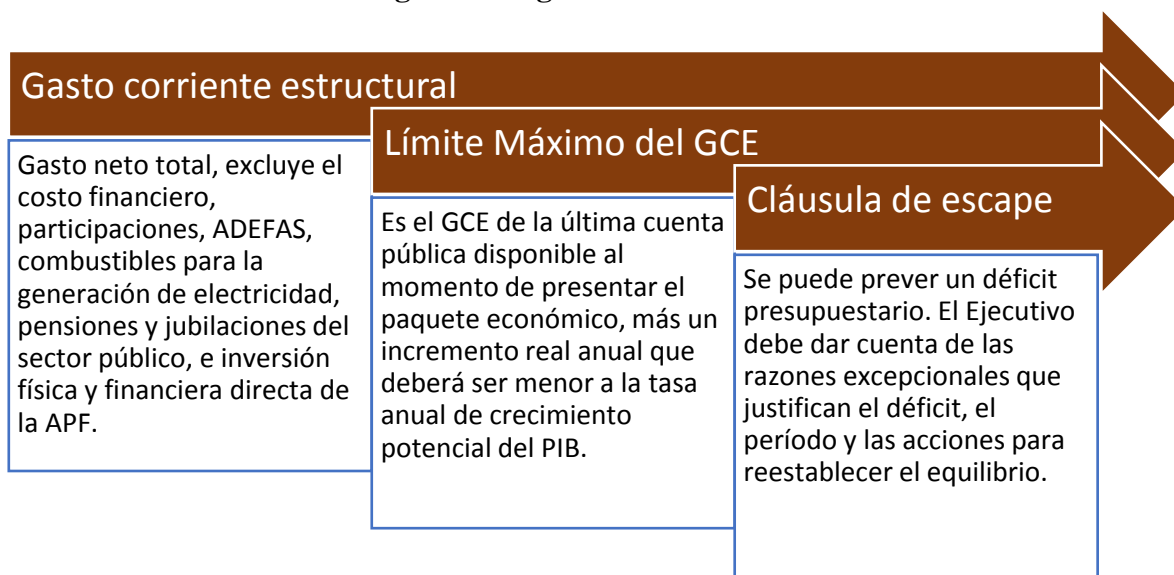 Gasto corriente estructural
Gasto neto total, excluye el
costo financiero,
participaciones, ADEFAS,
combustibles para la
generación de electricidad,
pensiones y jubilaciones del
sector público, e inversión
física y financiera directa de
la APF.
Límite Máximo del GCE
Es el GCE de la última cuenta
pública disponible al
momento de presentar el
paquete económico, más un
incremento real anual que
deberá ser menor a la tasa
anual de crecimiento
potencial del PIB.
Cláusula de escape
Se puede prever un déficit
presupuestario. El Ejecutivo
debe dar cuenta de las
razones excepcionales que
justifican el déficit, el
período y las acciones para
reestablecer el equilibrio.